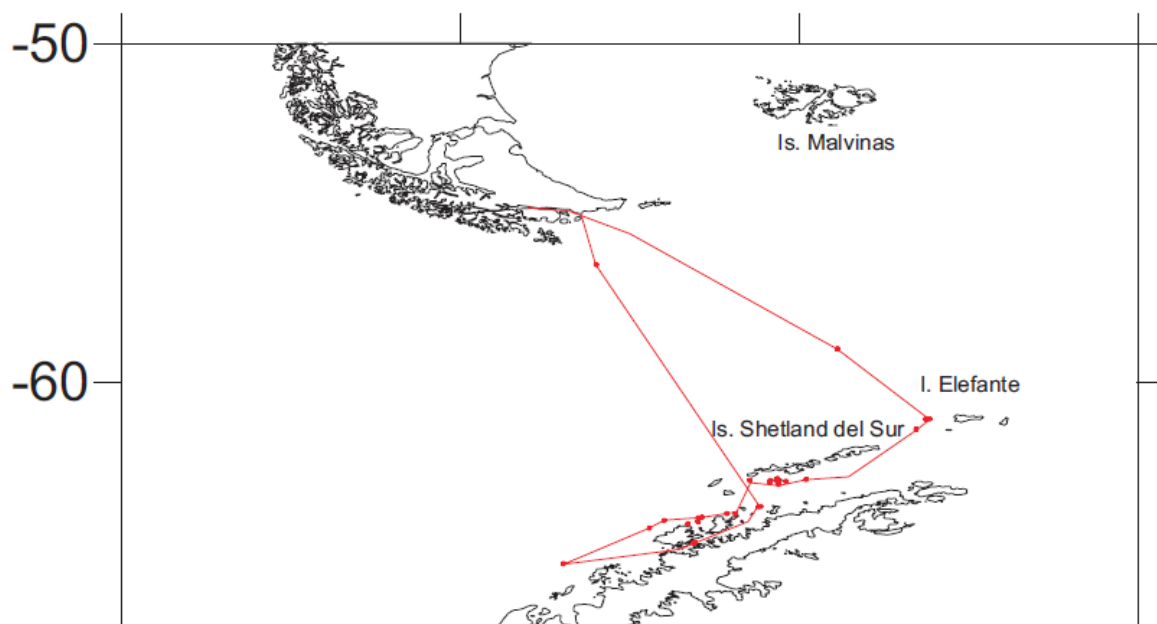 -50
Is. Malvinas
-60
I. Elefante
Is. Shetland del Sur